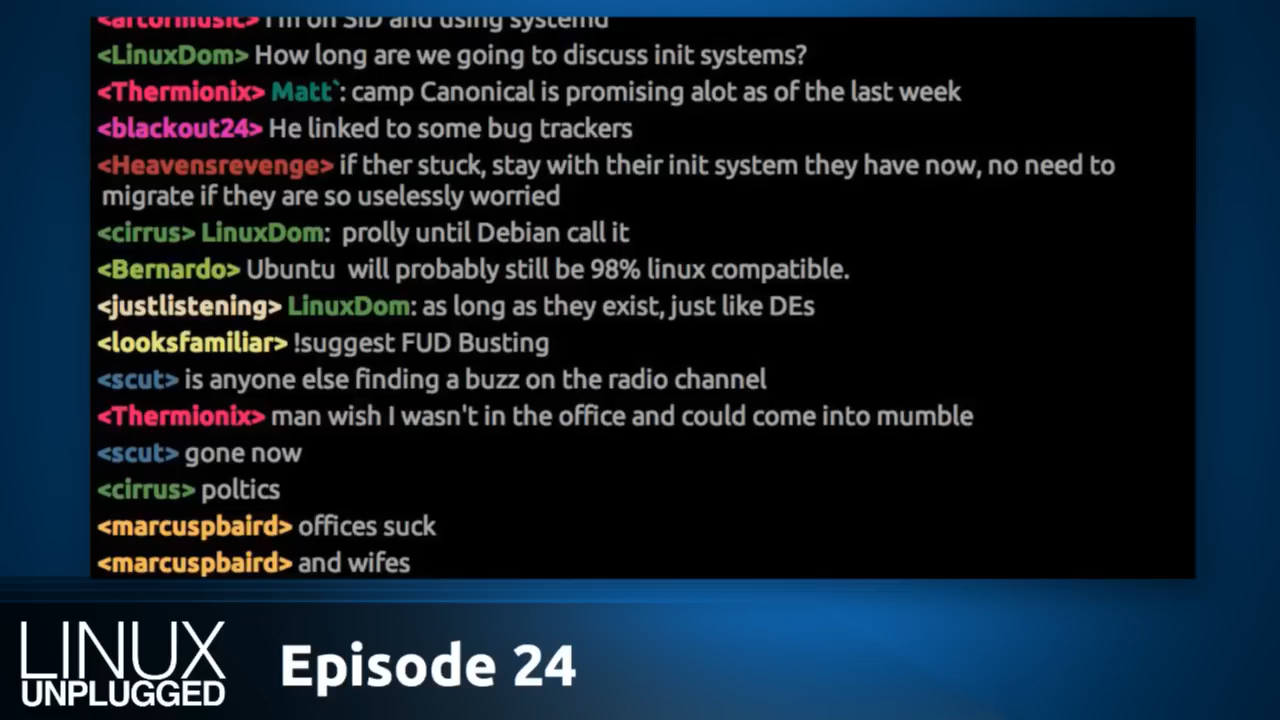 <artormusic> I'm on SID and using systemd
<LinuxDom> How long are we going to discuss init systems?
<Thermionix> Matt`: camp Canonical is promising alot as of the last week
<blackout24> He linked to some bug trackers
<Heavensrevenge> if ther stuck, stay with their init system they have now, no need to
migrate if they are so uselessly worried
<cirrus> LinuxDom:  prolly until Debian call it
<Bernardo> Ubuntu  will probably still be 98% linux compatible.
<justlistening> LinuxDom: as long as they exist, just like DEs
<looksfamiliar> !suggest FUD Busting
<scut> is anyone else finding a buzz on the radio channel
<Thermionix> man wish I wasn't in the office and could come into mumble
<scut> gone now
<cirrus> poltics
<marcuspbaird> offices suck
<marcuspbaird> and wifes
LINUX
UNPLUGGED
Episode 24